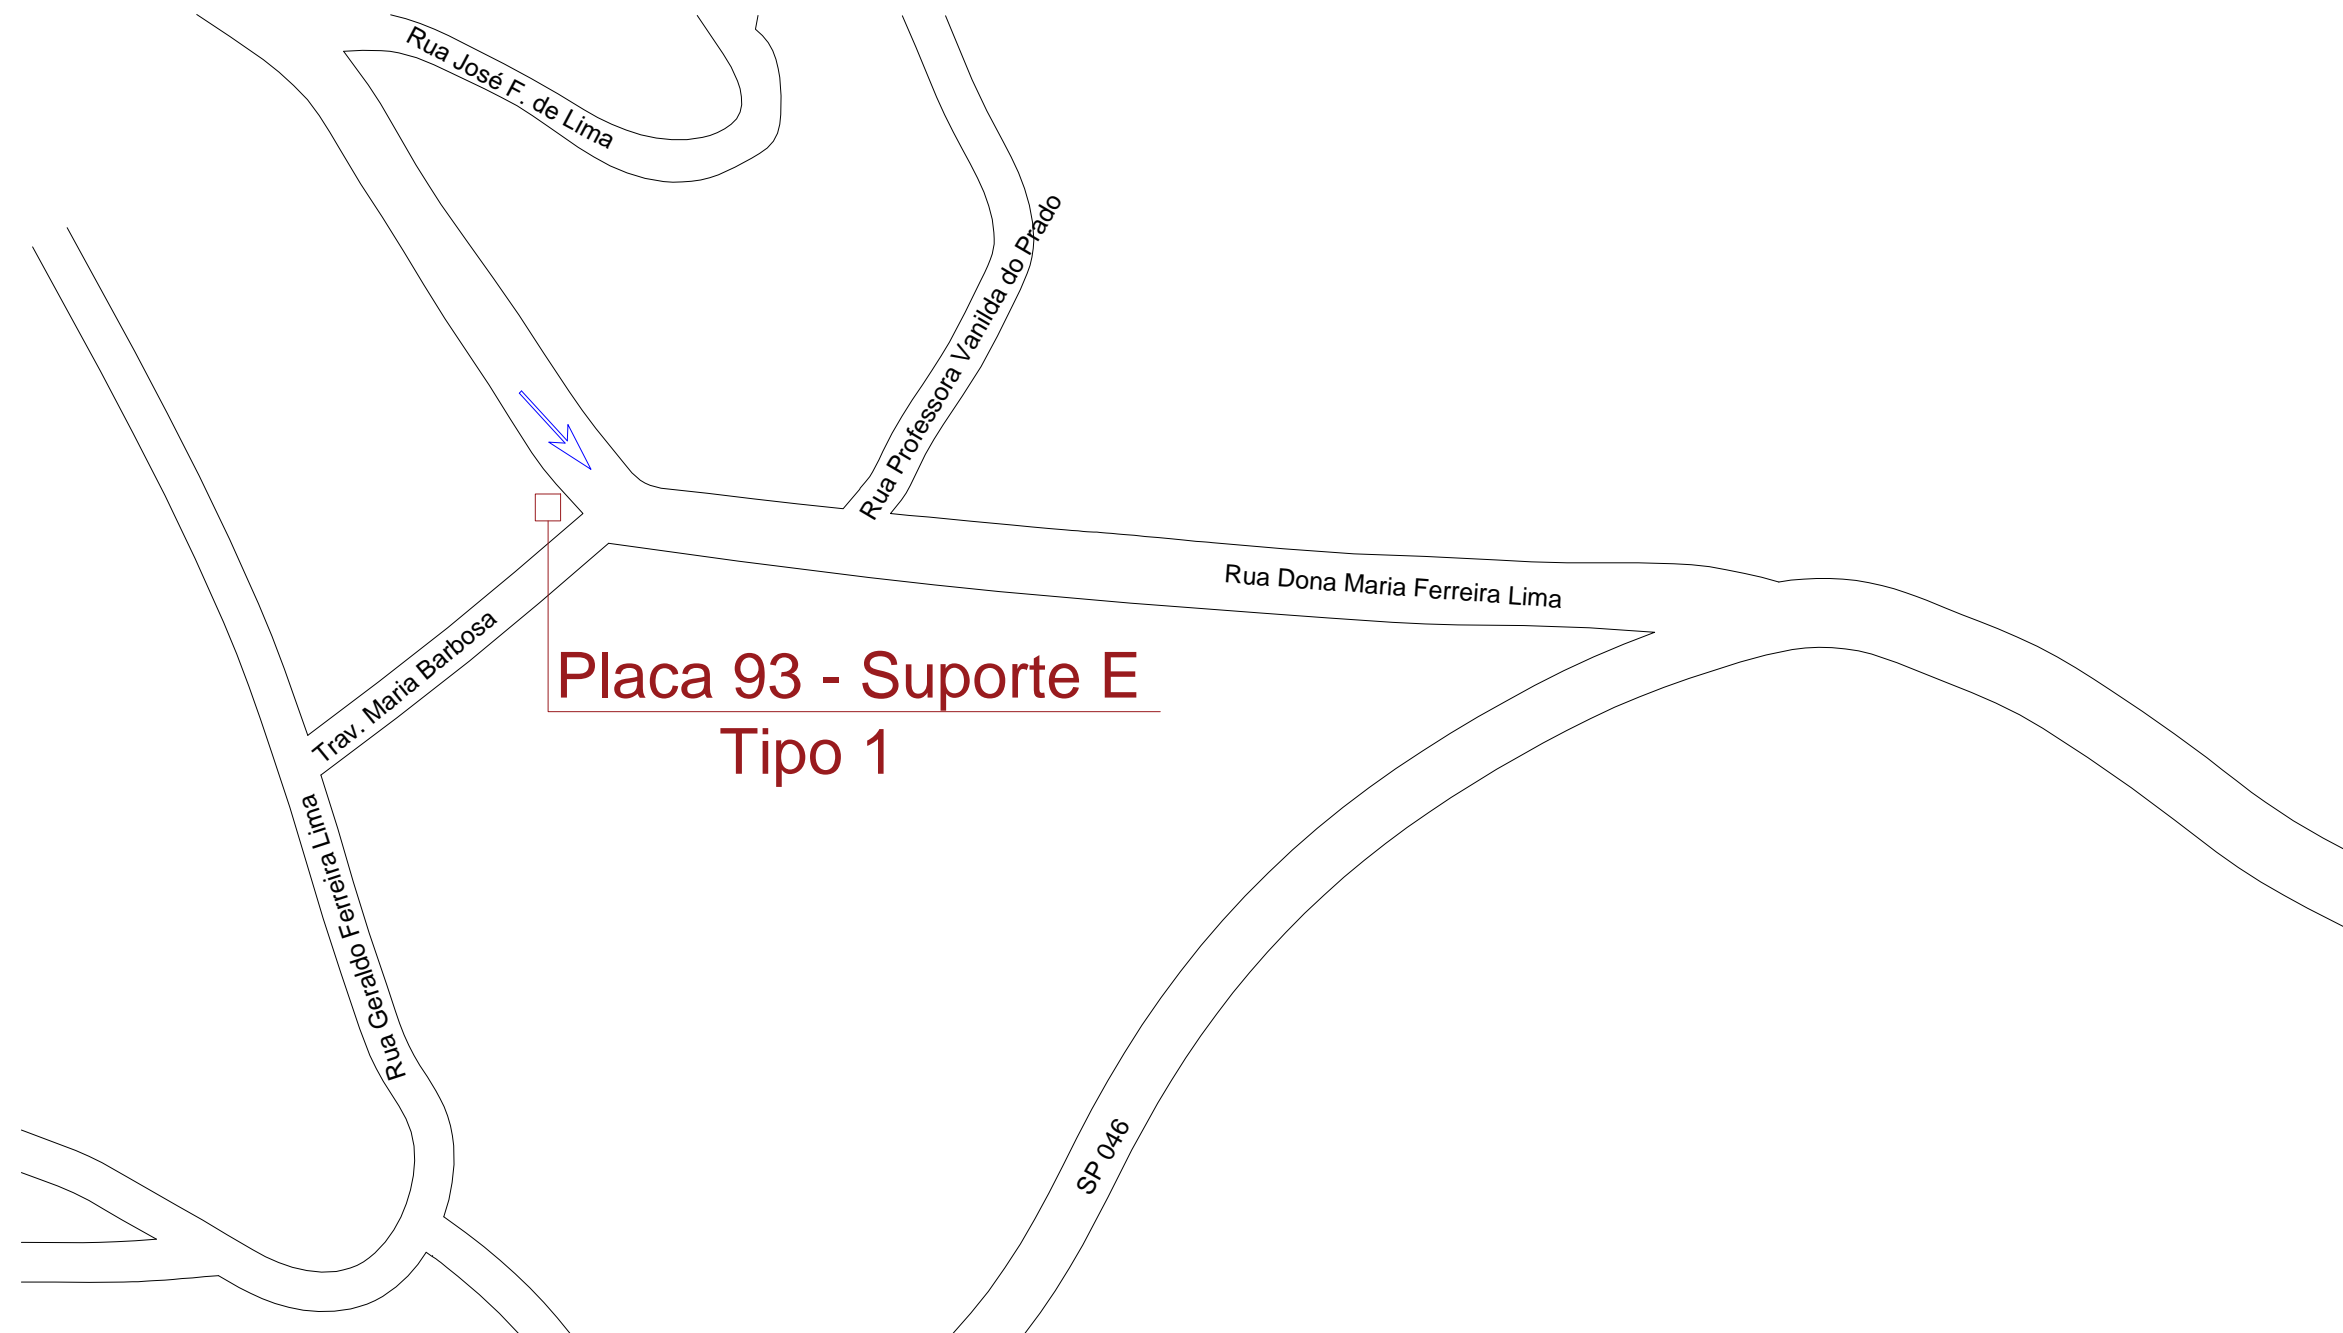 Rua José F. de Lima
Rua Professora Vanilda do Prado
Rua Dona Maria Ferreira Lima
Trav. Maria Barbosa
Placa 93 - Suporte E
Tipo 1
Rua Geraldo Ferreira Lima
SP 046